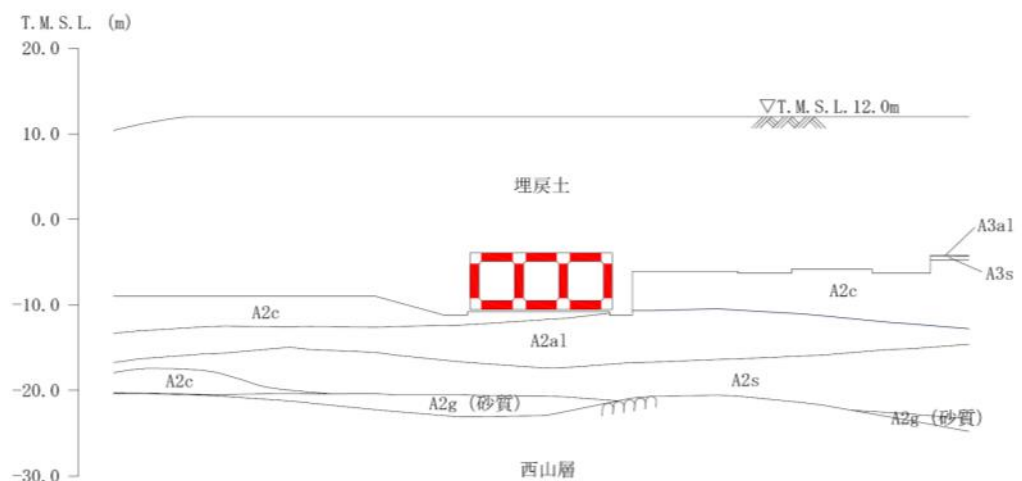 T.M.S.L. (m)
20.0
▽T.M.S.L.12.0m
10.0
埋戻土
0.0
A3al
A3s
A2c
-10.0
A2c
A2al
A2c
A2s
-20.0
A2g (砂質)
A2g (砂質)
西山層
-30.0